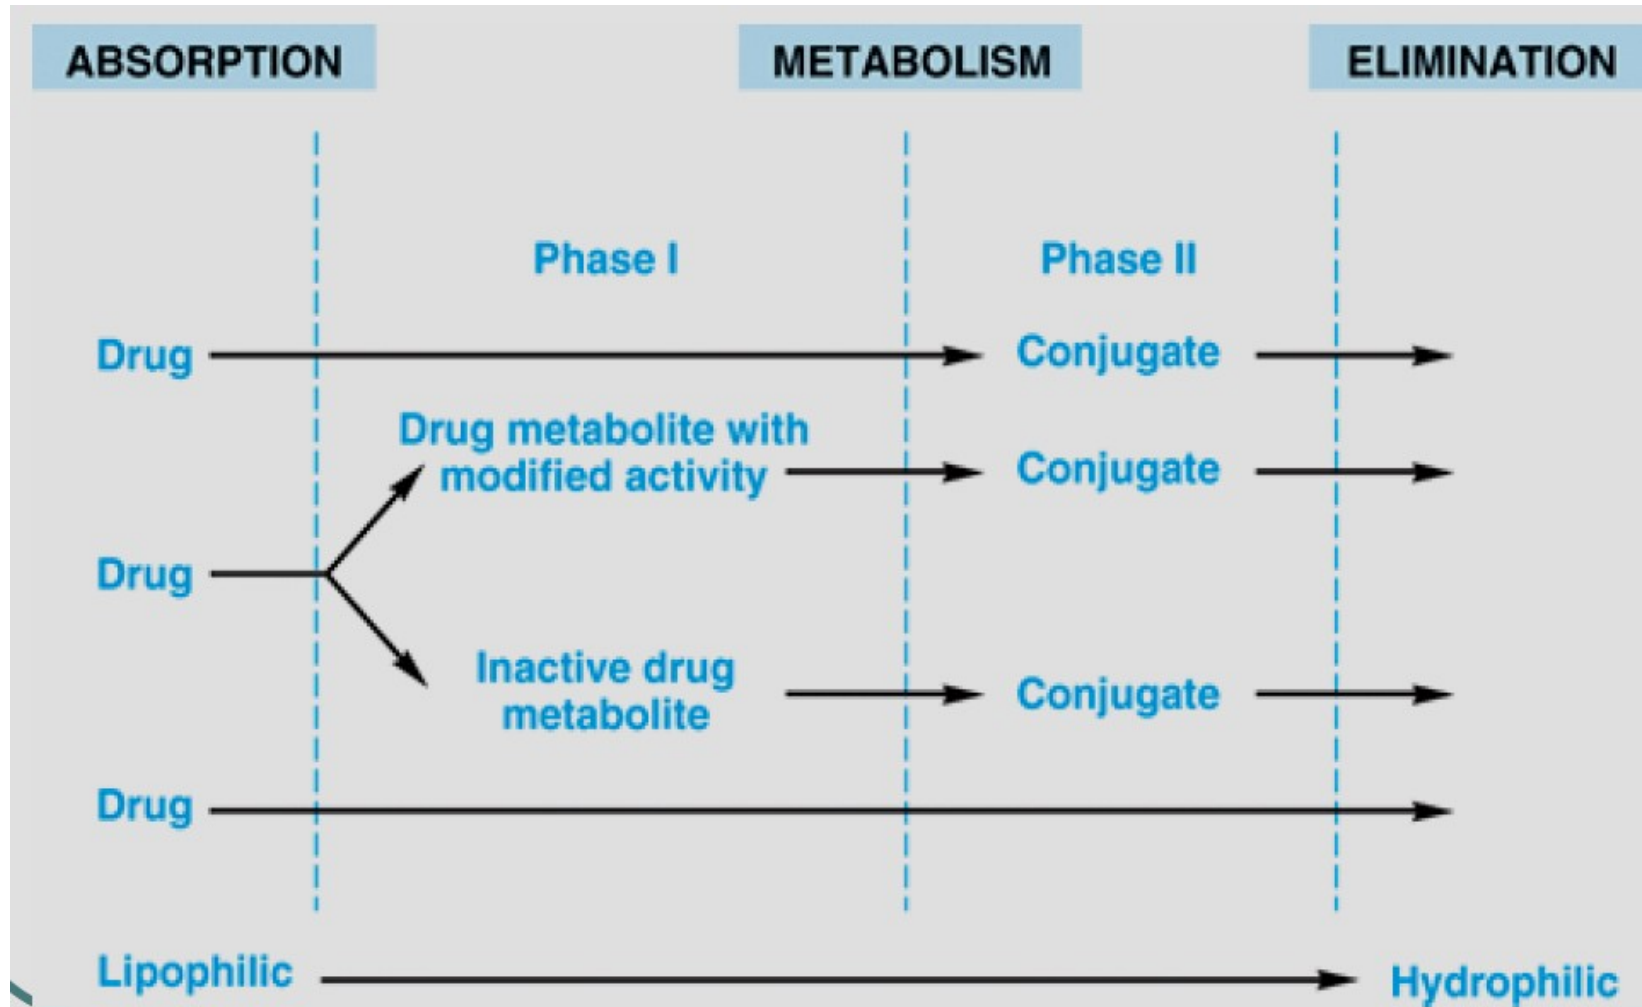 ABSORPTION METABOLISM ELIMINATION
Phase I Phase II
Drug Conjugate
Drug metabolite with
modified activity Conjugate
Drug
Inactive drug
metabolite Conjugate
Drug
Lipophilic Hydrophilic